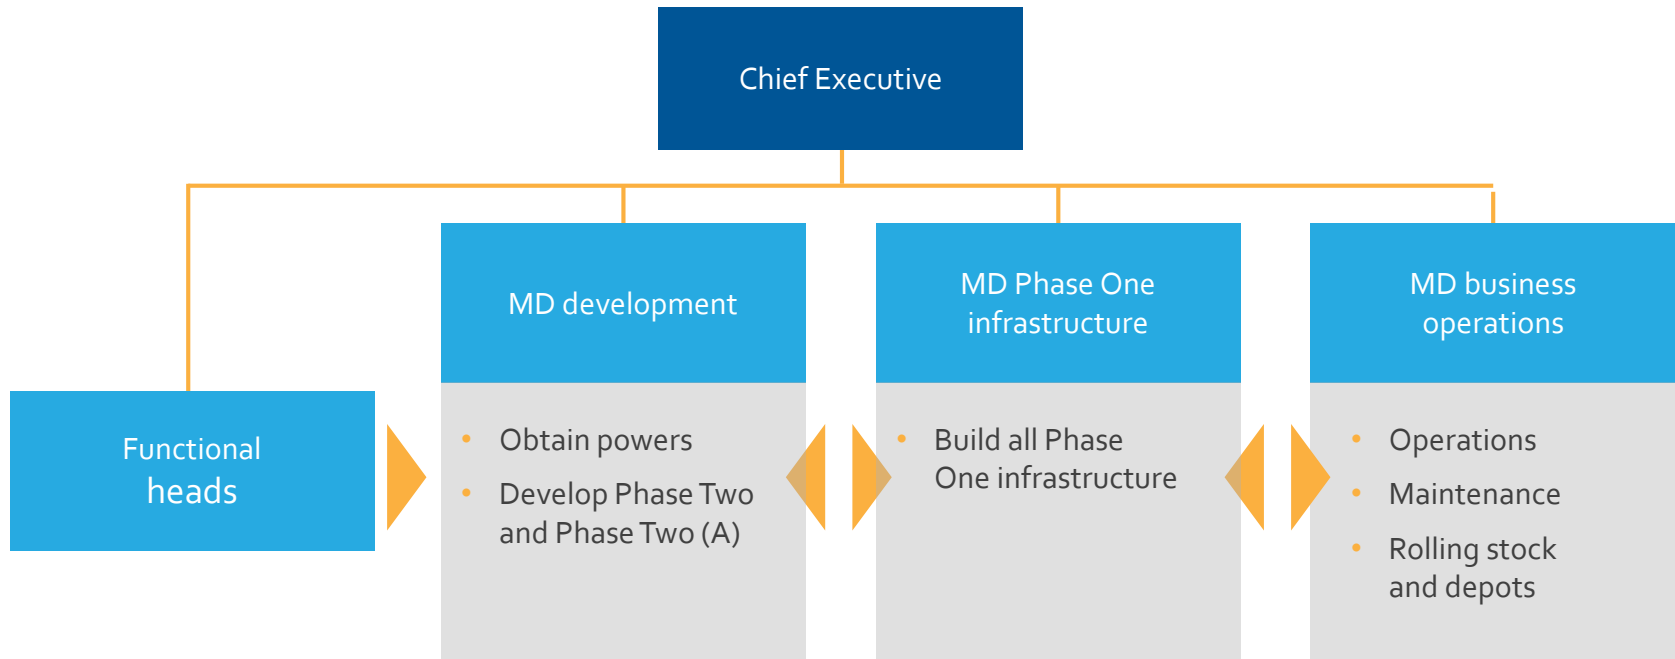 Chief Executive
MD development
MD Phase One
infrastructure
MD business
operations
Functional
heads
• Obtain powers
• Develop Phase Two
and Phase Two (A)
• Build all Phase
One infrastructure
• Operations
• Maintenance
• Rolling stock
and depots